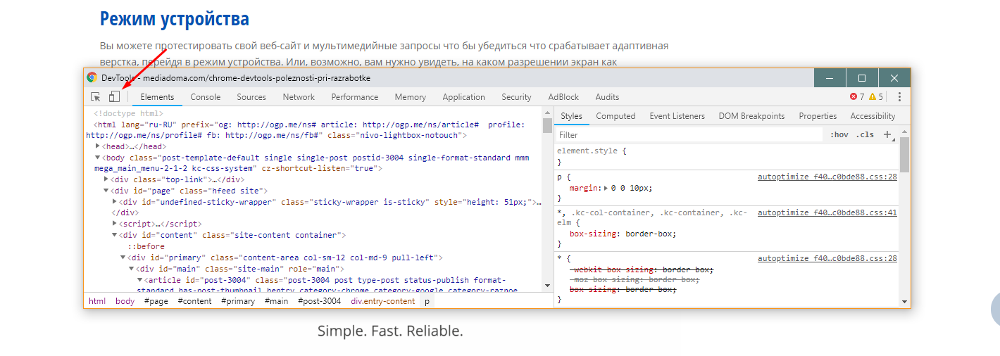 Режим устройства
Вы можете протестировать свой веб-сайт и мультимедийные запросы что бы убедиться что срабатывает адаптивная
верстка, перейдя в режим устройства. Или, возможно, вам нужно увидеть, на каком разрешении экран как
DevTools - mediadoma.com/chrome-devtools-poleznosti-pri-razrabotke
Elements Console Sources Network Performance Memory Application Security AdBlock Audits 7 5
<!doctype html>
<html lang="ru-RU" prefix="og: http://ogp.me/ns# article: http://ogp.me/ns/article#  profile:
http://ogp.me/ns/profile# fb: http://ogp.me/ns/fb#" class="nivo-lightbox-notouch">
<head>…</head>
<body class="post-template-default single single-post postid-3004 single-format-standard mmm
mega_main_menu-2-1-2 kc-css-system" cz-shortcut-listen="true">
<div class="top-link">…</div>
<div id="page" class="hfeed site">
<div id="undefined-sticky-wrapper" class="sticky-wrapper is-sticky" style="height: 51px;">…
</div>
<script>…</script>
<div id="content" class="site-content container">
::before
<div id="primary" class="content-area col-sm-12 col-md-9 pull-left">
<div id="main" class="site-main" role="main">
<article id="post-3004" class="post-3004 post type-post status-publish format-
standard has-post-thumbnail hentry category-chrome category-google category-raznoe
html body #page #content #primary #main #post-3004 div.entry-content p
Styles Computed Event Listeners DOM Breakpoints Properties Accessibility
Filter :hov .cls +
element.style {
}
p { autoptimize_f40…c0bde88.css:28
margin: 0 0 10px;
}
*, .kc-col-container, .kc-container, .kc- autoptimize_f40…c0bde88.css:41
elm {
box-sizing: border-box;
}
* { autoptimize_f40…c0bde88.css:28
-webkit-box-sizing: border-box;
-moz-box-sizing: border-box;
box-sizing: border-box;
}
Simple. Fast. Reliable.